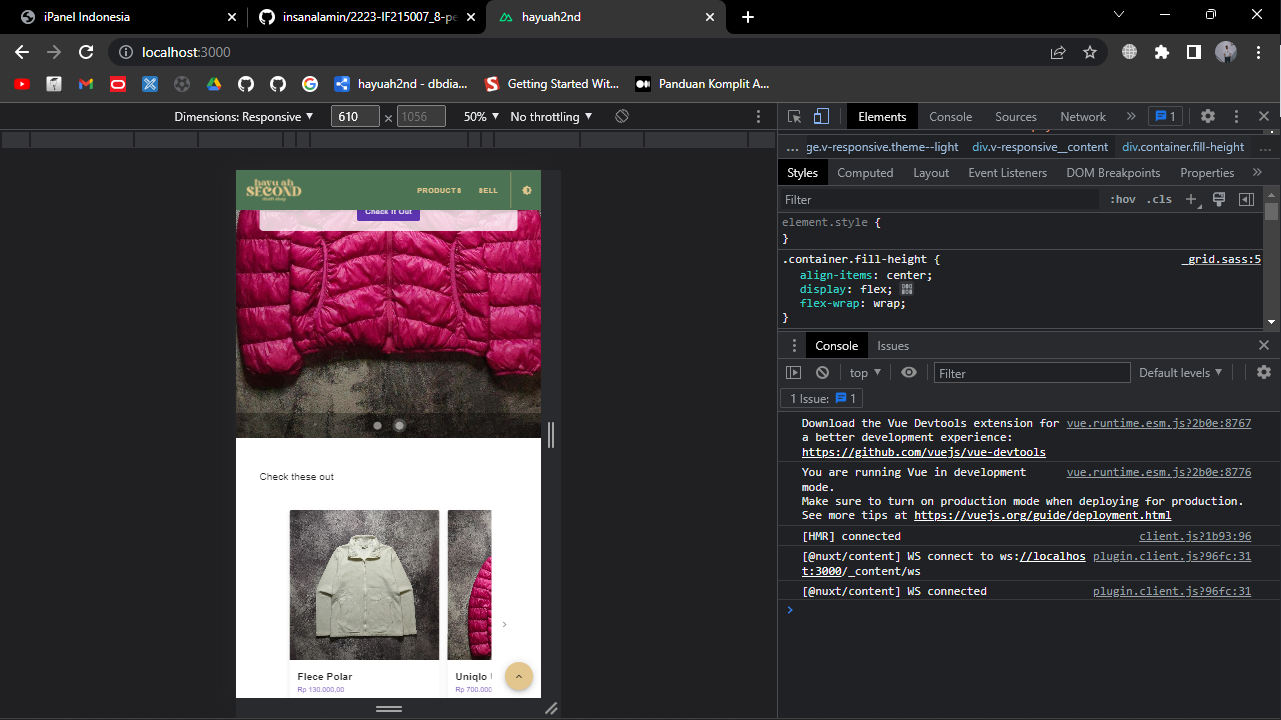 iPanel Indonesia
insanalamin/2223-IF215007_8-pe
hayuah2nd
localhost:3000
hayuah2nd - dbdia...
Getting Started Wit...
Panduan Komplit A...
Dimensions: Responsive
610
×
1056
50%
No throttling
Elements
Console
Sources
Network
1
...
ge.v-responsive.theme--light
div.v-responsive__content
div.container.fill-height
...
Styles
Computed
Layout
Event Listeners
DOM Breakpoints
Properties
Filter
:hov
.cls
element.style {
}
.container.fill-height {
_grid.sass:5
align-items: center;
display: flex;
flex-wrap: wrap;
}
Console
Issues
top
Filter
Default levels
1 Issue:
1
Download the Vue Devtools extension for
vue.runtime.esm.js?2b0e:8767
a better development experience:
https://github.com/vuejs/vue-devtools
You are running Vue in development
vue.runtime.esm.js?2b0e:8776
mode.
Make sure to turn on production mode when deploying for production.
See more tips at https://vuejs.org/guide/deployment.html
[HMR] connected
client.js?1b93:96
[@nuxt/content] WS connect to ws://localhos
plugin.client.js?96fc:31
t:3000/_content/ws
[@nuxt/content] WS connected
plugin.client.js?96fc:31
hayu ah
SECOND
thrift shop
PRODUCTS
SELL
Check It Out
Check these out
Flece Polar
Rp 130.000,00
Uniqlo
Rp 700.000